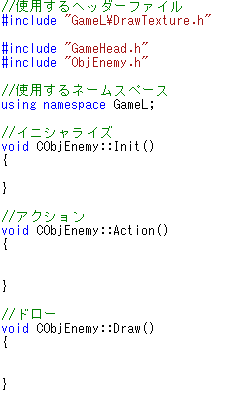 //使用するヘッダーファイル
#include "GameL¥DrawTexture.h"
#include "GameHead.h"
#include "ObjEnemy.h"
//使用するネームスペース
using namespace GameL;
//イニシャライズ
void CObjEnemy::Init()
{
}
//アクション
void CObjEnemy::Action()
{
}
//ドロー
void CObjEnemy::Draw()
{
}